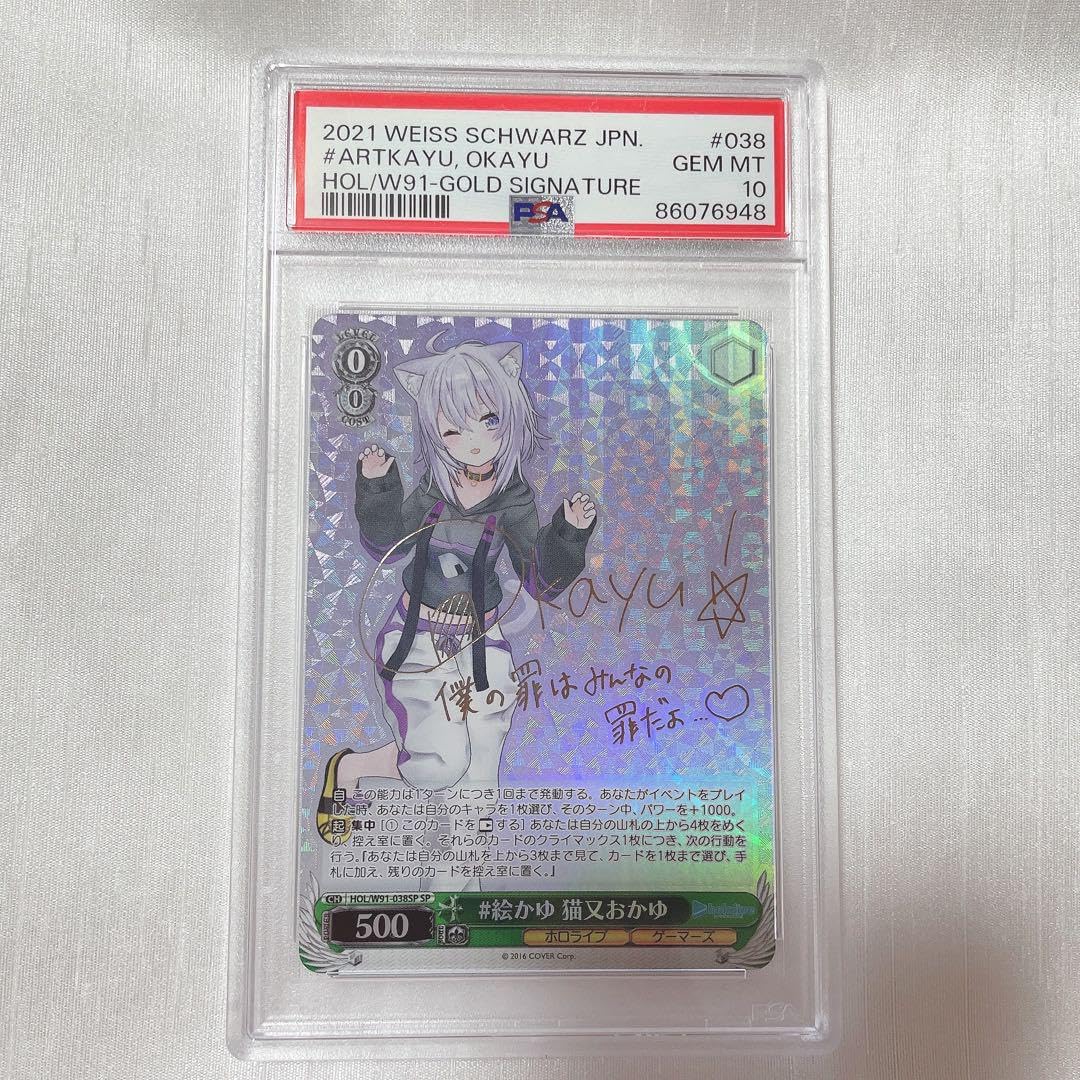 2021 WEISS SCHWARZ JPN. #038
#ARTKAYU, OKAYU GEM MT
HOL/W91-GOLD SIGNATURE 10
PSA 86076948
LEVEL
0
0
COST
Okayu
僕の罪はみんなの
罪だよ...♡
自 この能力は1ターンにつき1回まで発動する。あなたがイベントをプレイ
した時、あなたは自分のキャラを1枚選び、そのターン中、パワーを+1000。
起 集中 [① このカードを する] あなたは自分の山札の上から4枚をめく
り、控え室に置く。それらのカードのクライマックス1枚につき、次の行動を
行う。『あなたは自分の山札を上から3枚まで見て、カードを1枚まで選び、手
札に加え、残りのカードを控え室に置く。』
CH HOL/W91-038SP SP
500
#絵かゆ 猫又おかゆ
hololive
ホロライブ ゲーマーズ
© 2016 COVER Corp.